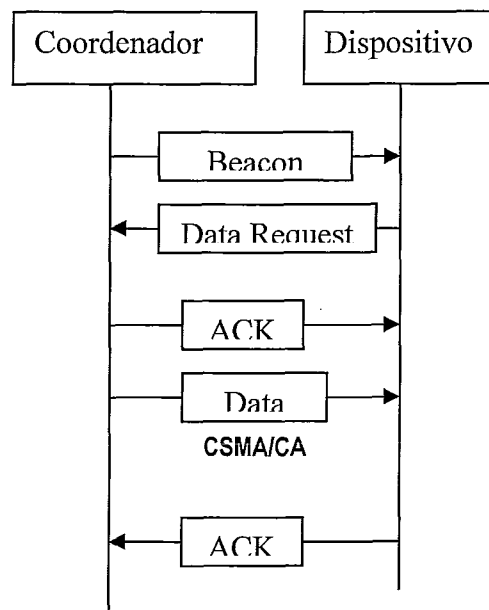 Coordenador
Dispositivo
Beacon
Data Request
ACK
Data
CSMA/CA
ACK